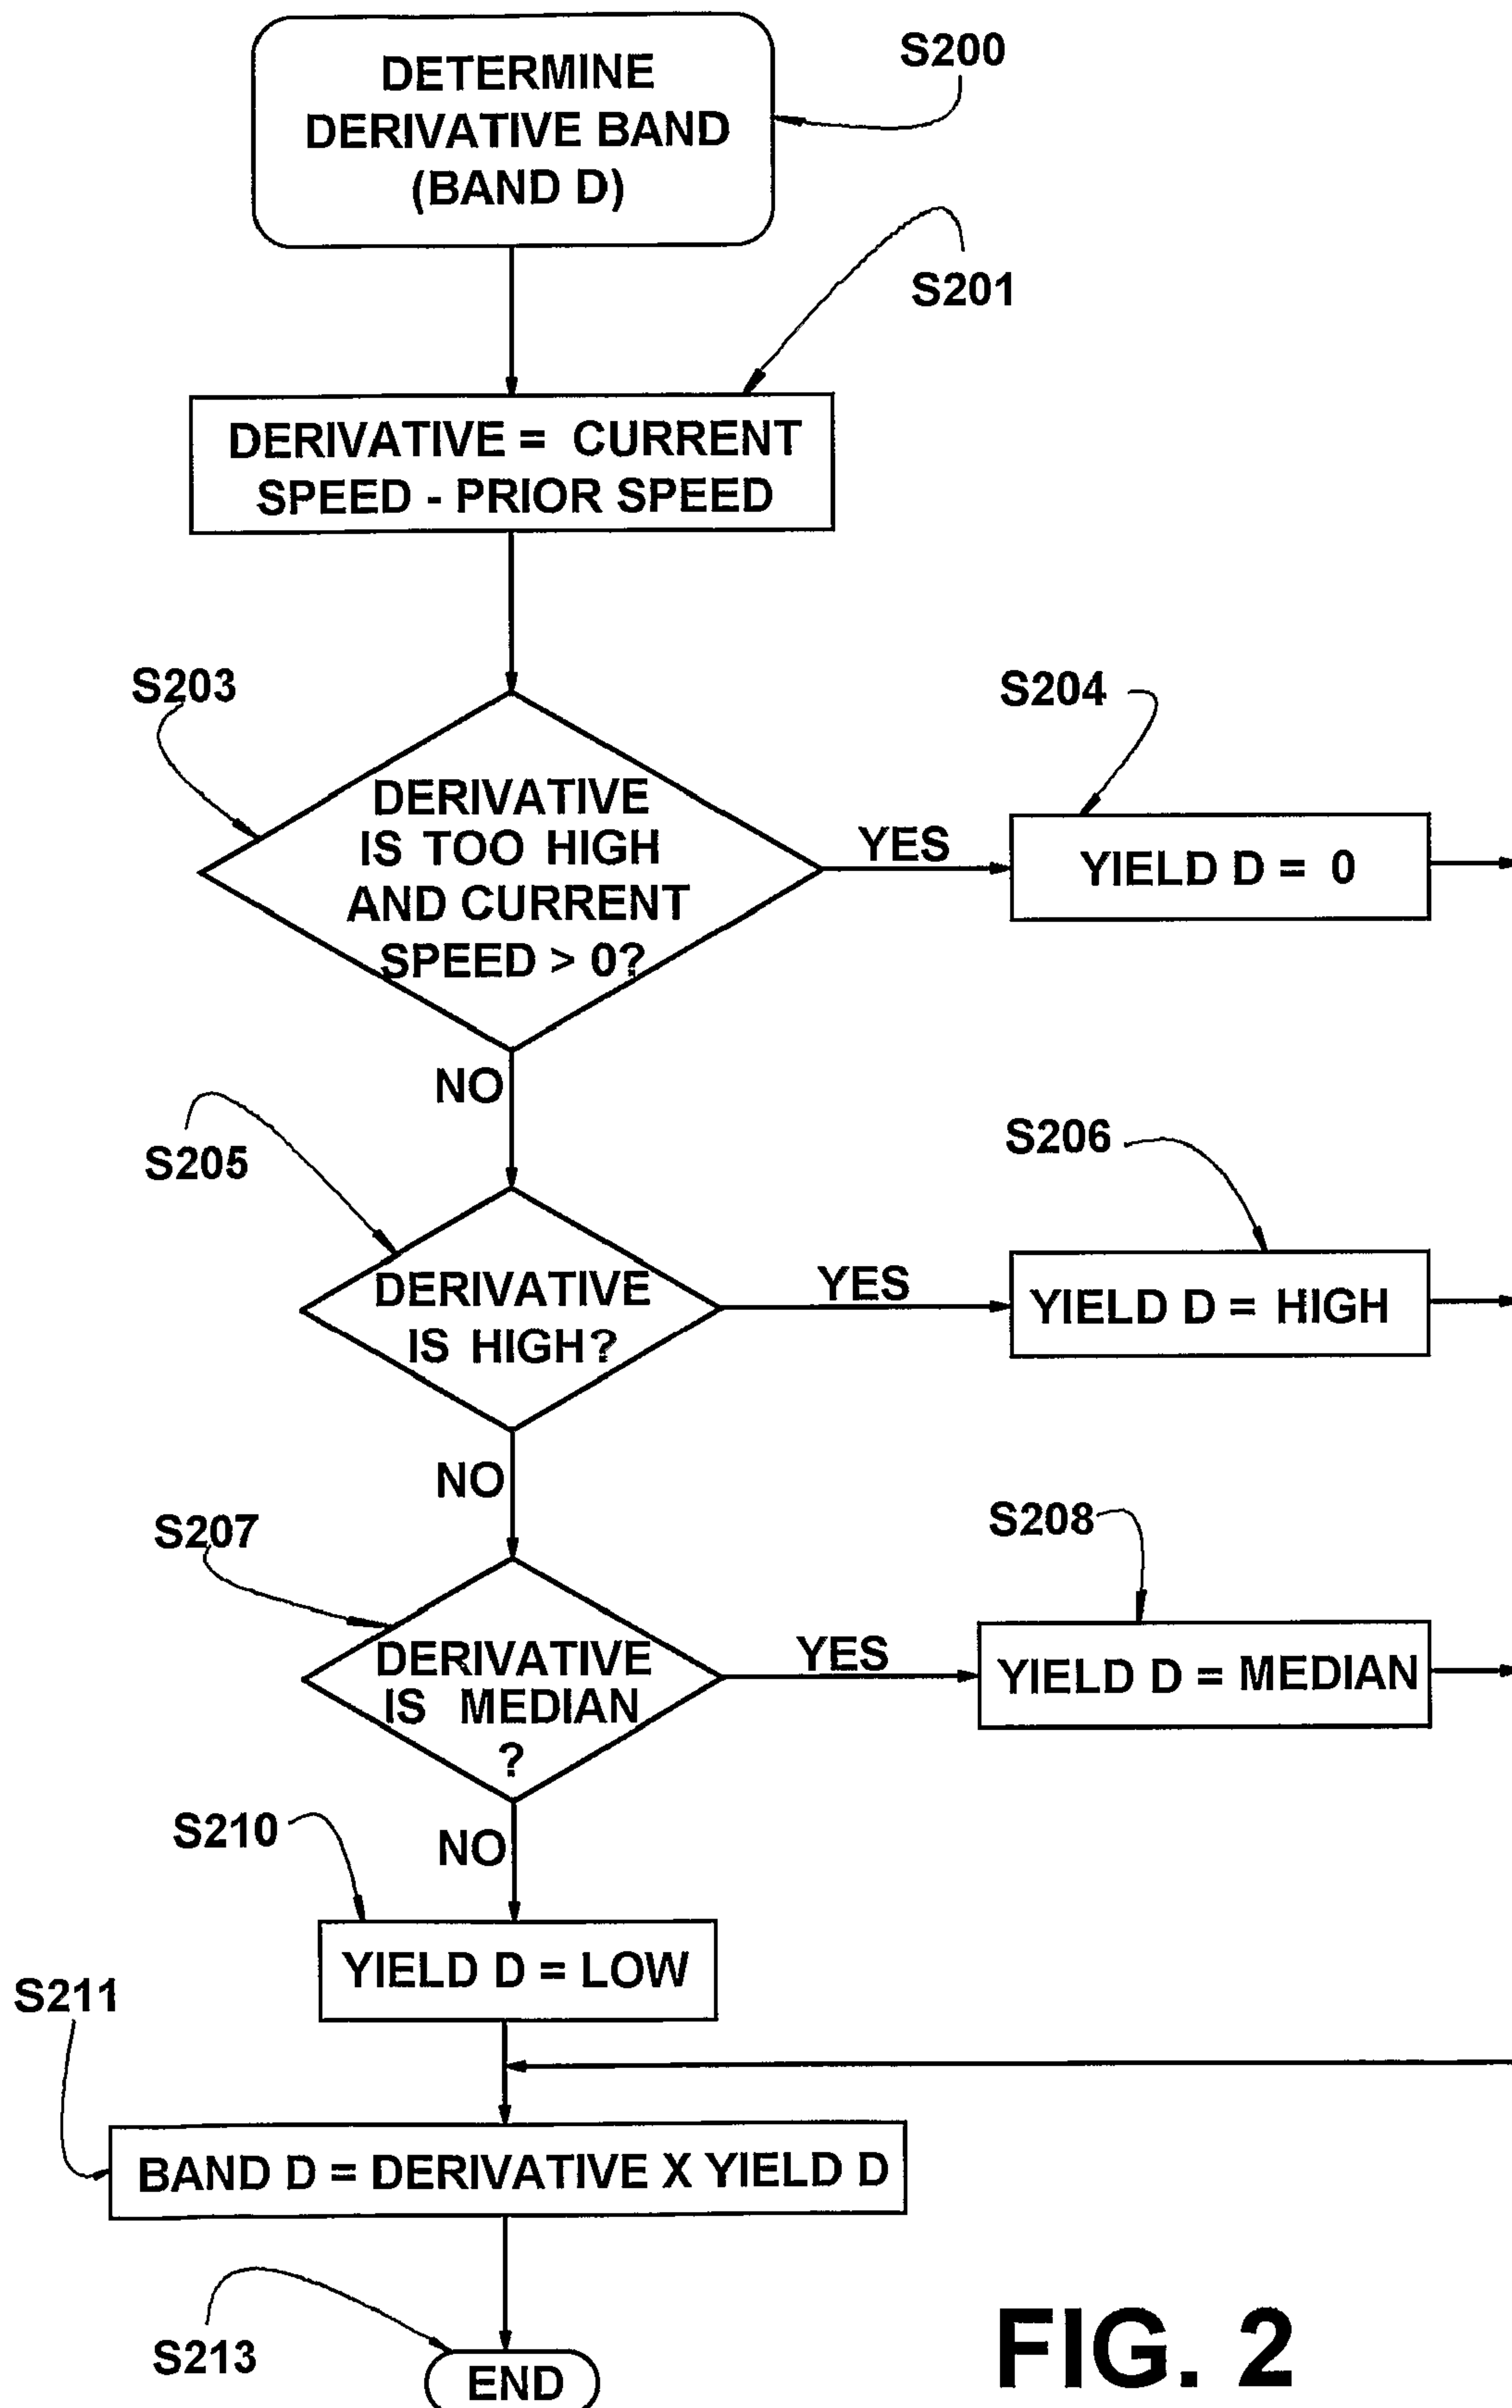 DETERMINE
DERIVATIVE BAND
(BAND D)
S200
S201
DERIVATIVE = CURRENT
SPEED - PRIOR SPEED
S203
DERIVATIVE
IS TOO HIGH
AND CURRENT
SPEED > 0?
YES
S204
YIELD D = 0
NO
S205
DERIVATIVE
IS HIGH?
YES
S206
YIELD D = HIGH
NO
S207
DERIVATIVE
IS MEDIAN
?
YES
S208
YIELD D = MEDIAN
NO
S210
YIELD D = LOW
S211
BAND D = DERIVATIVE X YIELD D
S213
END
FIG. 2